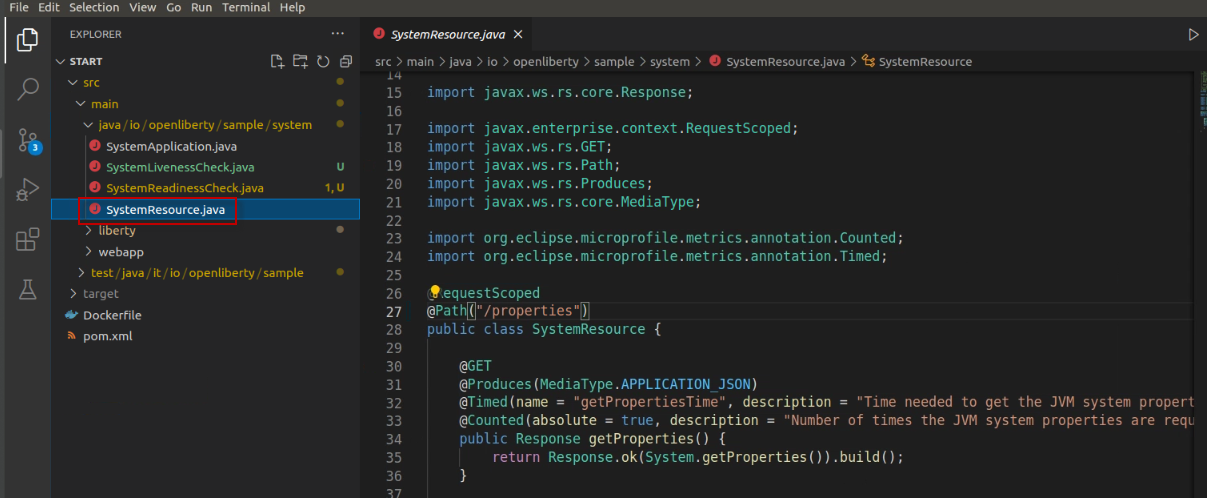 File Edit Selection View Go Run Terminal Help
EXPLORER ···
START
src
main
java/io/openliberty/sample/system
SystemApplication.java
SystemLivenessCheck.java U
SystemReadinessCheck.java 1, U
SystemResource.java
liberty
webapp
test/java/it/io/openliberty/sample
target
Dockerfile
pom.xml
3
SystemResource.java ×
src > main > java > io > openliberty > sample > system > SystemResource.java > SystemResource
14
15 import javax.ws.rs.core.Response;
16
17 import javax.enterprise.context.RequestScoped;
18 import javax.ws.rs.GET;
19 import javax.ws.rs.Path;
20 import javax.ws.rs.Produces;
21 import javax.ws.rs.core.MediaType;
22
23 import org.eclipse.microprofile.metrics.annotation.Counted;
24 import org.eclipse.microprofile.metrics.annotation.Timed;
25
26 @RequestScoped
27 @Path("/properties")
28 public class SystemResource {
29
30 @GET
31 @Produces(MediaType.APPLICATION_JSON)
32 @Timed(name = "getPropertiesTime", description = "Time needed to get the JVM system propert
33 @Counted(absolute = true, description = "Number of times the JVM system properties are requ
34 public Response getProperties() {
35 return Response.ok(System.getProperties()).build();
36 }
37